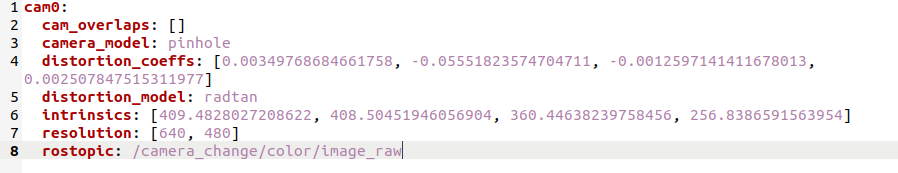 1 cam0:
2   cam_overlaps: []
3   camera_model: pinhole
4   distortion_coeffs: [0.00349768684661758, -0.05551823574704711, -0.0012597141411678013,
0.002507847515311977]
5   distortion_model: radtan
6   intrinsics: [409.4828027208622, 408.50451946056904, 360.44638239758456, 256.8386591563954]
7   resolution: [640, 480]
8   rostopic: /camera_change/color/image_raw